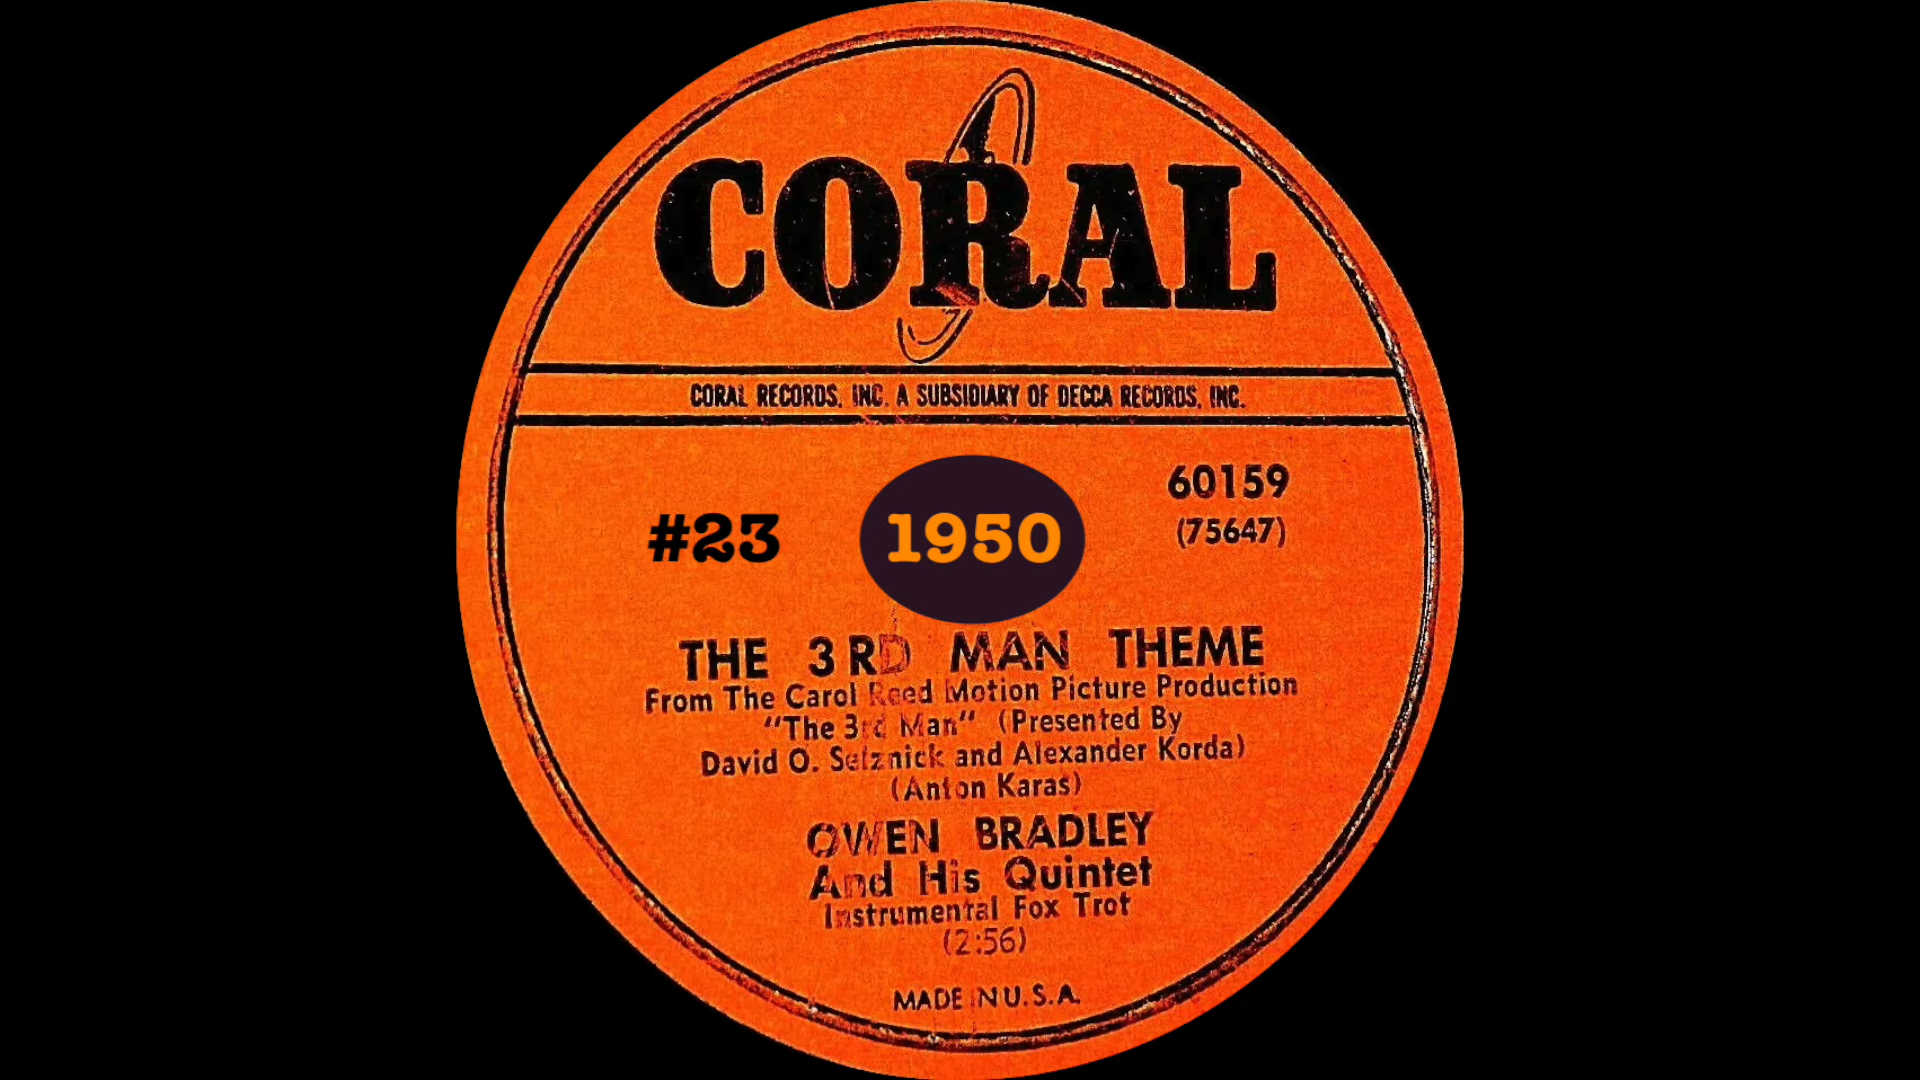 CORAL
CORAL RECORDS, INC. A SUBSIDIARY OF DECCA RECORDS, INC.
60159
#23 1950 (75647)
THE 3RD MAN THEME
From The Carol Reed Motion Picture Production
"The 3rd Man" (Presented By
David O. Selznick and Alexander Korda)
(Anton Karas)
OWEN BRADLEY
And His Quintet
Instrumental Fox Trot
(2:56)
MADE IN U.S.A.